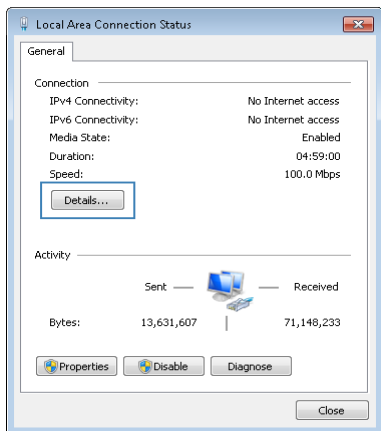 Local Area Connection Status
General
Connection
IPv4 Connectivity: No Internet access
IPv6 Connectivity: No Internet access
Media State: Enabled
Duration: 04:59:00
Speed: 100.0 Mbps
Details...
Activity
Sent Received
Bytes: 13,631,607 71,148,233
Properties Disable Diagnose
Close